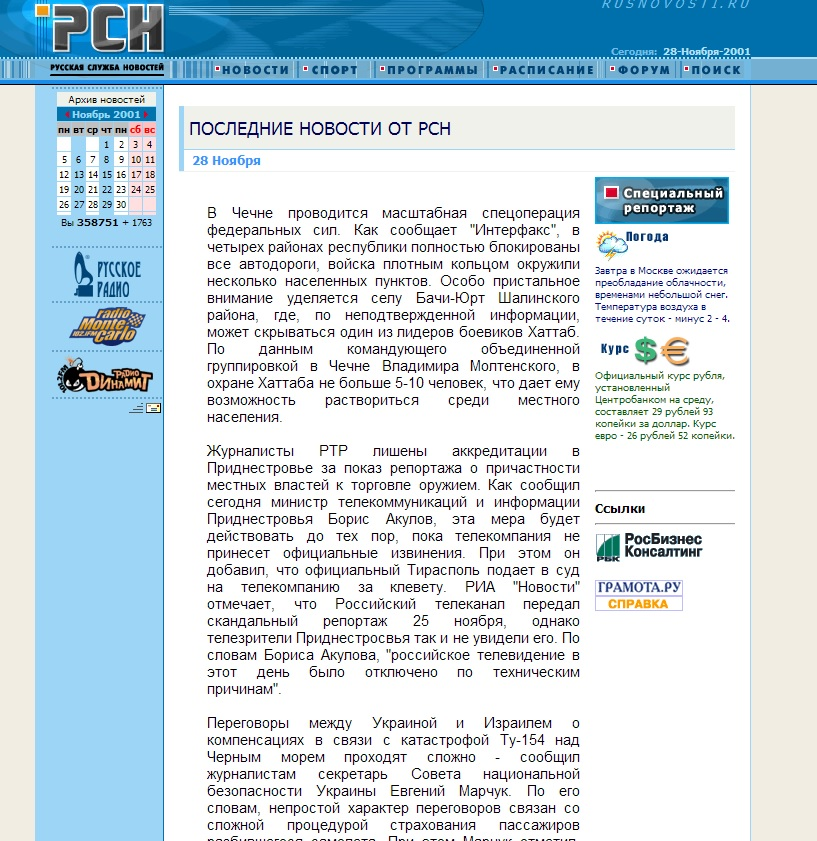 RUSNOVOSTI.RU
РСН
РУССКАЯ СЛУЖБА НОВОСТЕЙ
Сегодня: 28-Ноября-2001
НОВОСТИ СПОРТ ПРОГРАММЫ РАСПИСАНИЕ ФОРУМ ПОИСК
Архив новостей
Ноябрь 2001
пн вт ср чт пн сб вс
1 2 3 4
5 6 7 8 9 10 11
12 13 14 15 16 17 18
19 20 21 22 23 24 25
26 27 28 29 30
Вы 358751 + 1763
РУССКОЕ
РАДИО
radio
Monte
Carlo
102.1FM
РАДИО
ДИНАМИТ
ПОСЛЕДНИЕ НОВОСТИ ОТ РСН
28 Ноября
В Чечне проводится масштабная спецоперация
федеральных сил. Как сообщает "Интерфакс", в
четырех районах республики полностью блокированы
все автодороги, войска плотным кольцом окружили
несколько населенных пунктов. Особо пристальное
внимание уделяется селу Бачи-Юрт Шалинского
района, где, по неподтвержденной информации,
может скрываться один из лидеров боевиков Хаттаб.
По данным командующего объединенной
группировкой в Чечне Владимира Молтенского, в
охране Хаттаба не больше 5-10 человек, что дает ему
возможность раствориться среди местного
населения.
Журналисты РТР лишены аккредитации в
Приднестровье за показ репортажа о причастности
местных властей к торговле оружием. Как сообщил
сегодня министр телекоммуникаций и информации
Приднестровья Борис Акулов, эта мера будет
действовать до тех пор, пока телекомпания не
принесет официальные извинения. При этом он
добавил, что официальный Тирасполь подает в суд
на телекомпанию за клевету. РИА "Новости"
отмечает, что Российский телеканал передал
скандальный репортаж 25 ноября, однако
телезрители Приднестросвья так и не увидели его. По
словам Бориса Акулова, "российское телевидение в
этот день было отключено по техническим
причинам".
Переговоры между Украиной и Израилем о
компенсациях в связи с катастрофой Ту-154 над
Черным морем проходят сложно - сообщил
журналистам секретарь Совета национальной
безопасности Украины Евгений Марчук. По его
словам, непростой характер переговоров связан со
сложной процедурой страхования пассажиров
разбившегося самолета. При этом Марчук отметил,
Специальный
репортаж
Погода
Завтра в Москве ожидается
преобладание облачности,
временами небольшой снег.
Температура воздуха в
течение суток - минус 2 - 4.
Курс $ €
Официальный курс рубля,
установленный
Центробанком на среду,
составляет 29 рублей 93
копейки за доллар. Курс
евро - 26 рублей 52 копейки.
Ссылки
РБК
РосБизнес
Консалтинг
ГРАМОТА.РУ
СПРАВКА